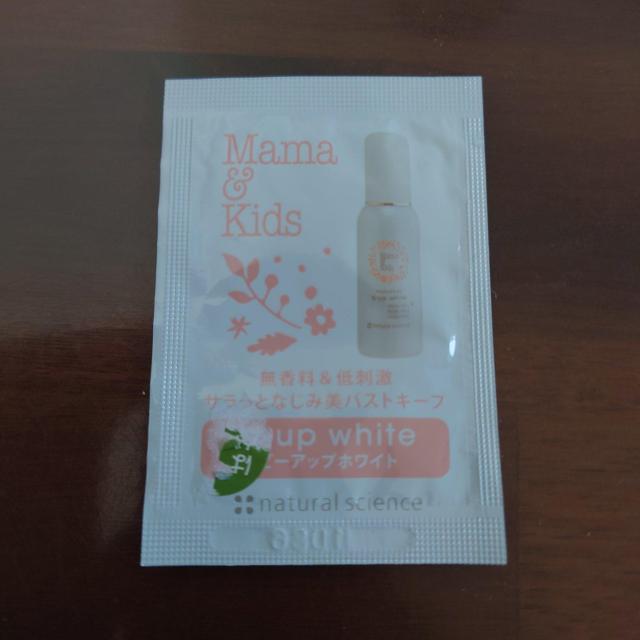 Mama
&
Kids
無香料&低刺激
サラっとなじみ美バストキープ
up white
ーアップホワイト
natural science